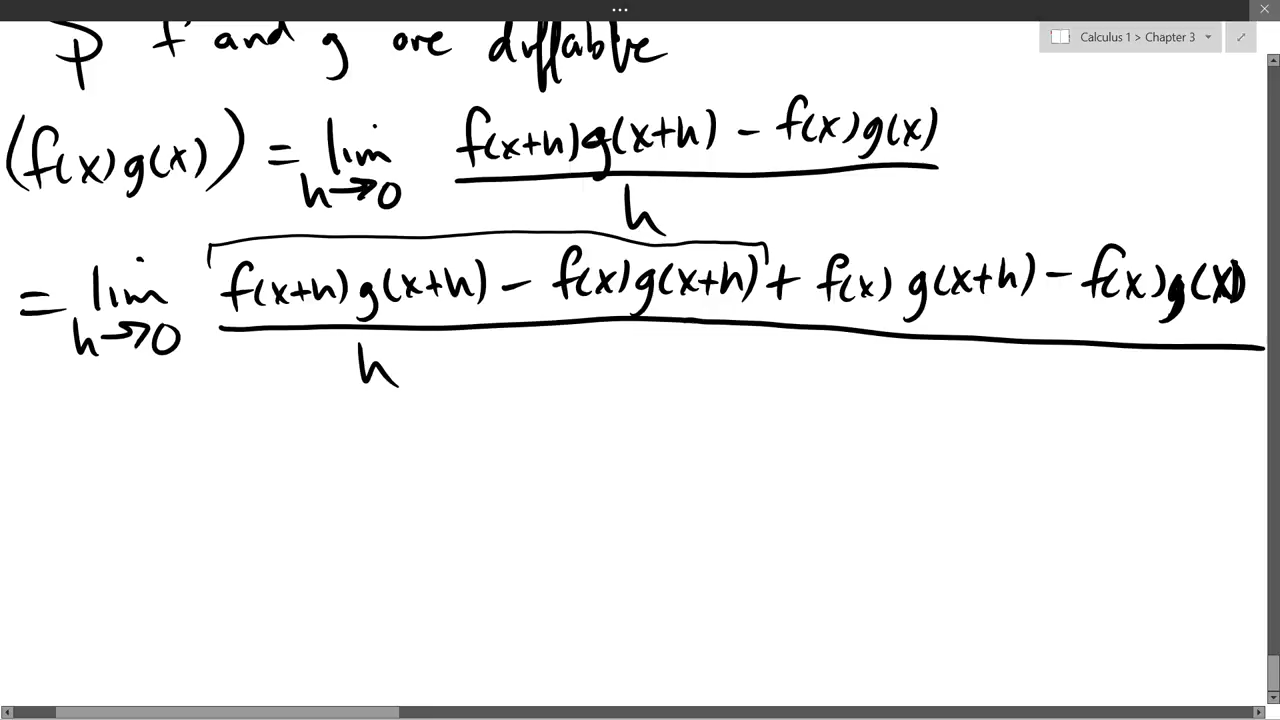 Calculus 1 > Chapter 3
P f and g are diffable
(f(x)g(x)) = lim h→0 f(x+h)g(x+h) − f(x)g(x) / h
= lim h→0 f(x+h)g(x+h) − f(x)g(x+h) + f(x) g(x+h) − f(x)g(x) / h